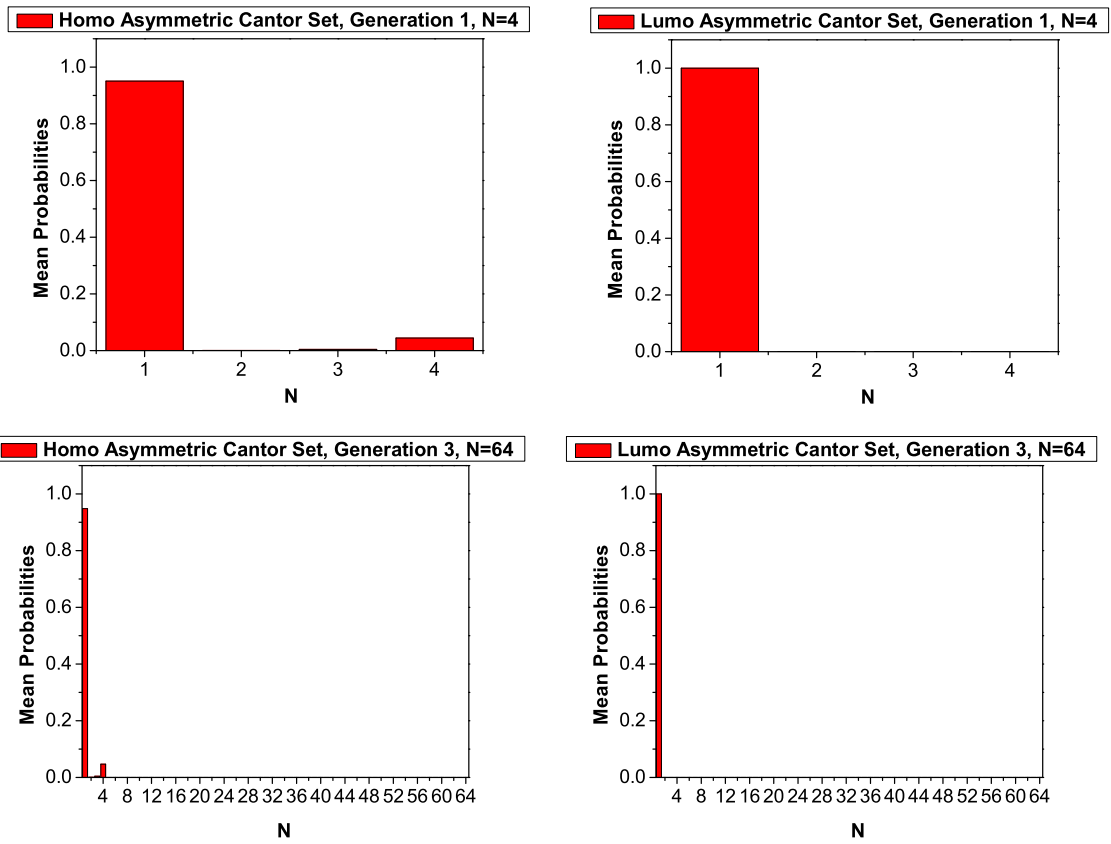 Homo Asymmetric Cantor Set, Generation 1, N=4
1.0
0.8
0.6
0.4
0.2
0.0
Mean Probabilities
1 2 3 4
N
Lumo Asymmetric Cantor Set, Generation 1, N=4
1.0
0.8
0.6
0.4
0.2
0.0
Mean Probabilities
1 2 3 4
N
Homo Asymmetric Cantor Set, Generation 3, N=64
1.0
0.8
0.6
0.4
0.2
0.0
Mean Probabilities
4 8 12 16 20 24 28 32 36 40 44 48 52 56 60 64
N
Lumo Asymmetric Cantor Set, Generation 3, N=64
1.0
0.8
0.6
0.4
0.2
0.0
Mean Probabilities
4 8 12 16 20 24 28 32 36 40 44 48 52 56 60 64
N